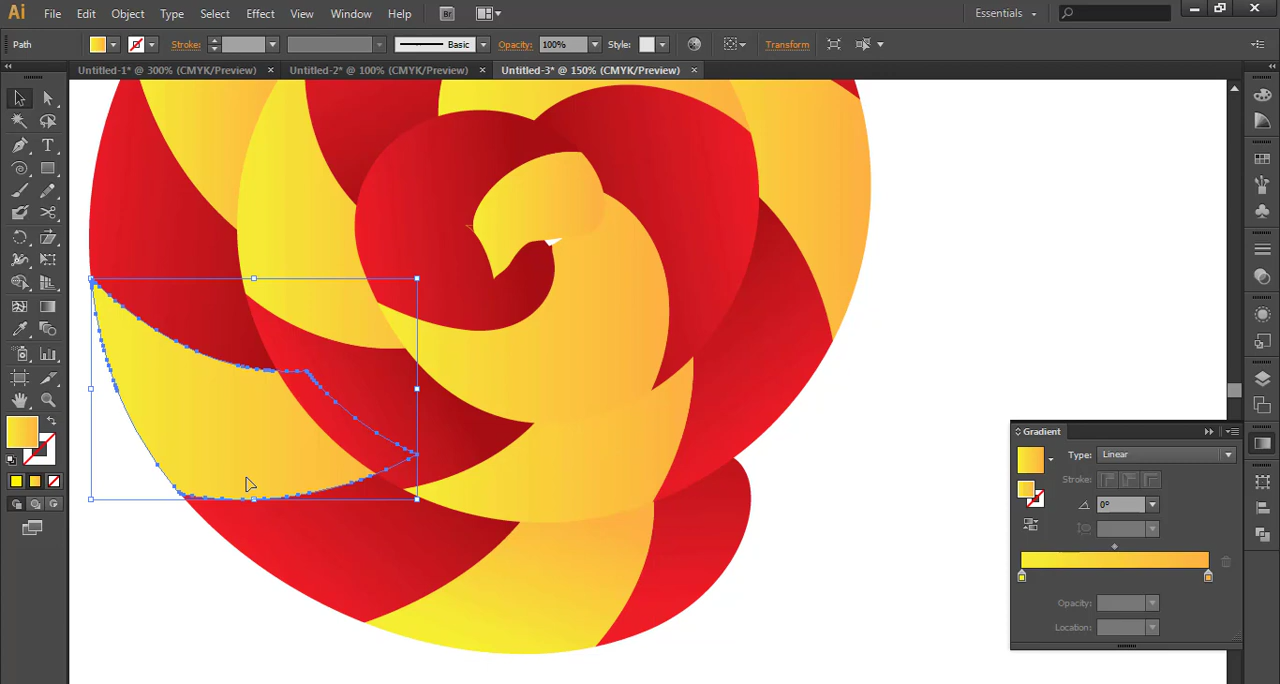 Ai File Edit Object Type Select Effect View Window Help Br Essentials
Path Stroke: Basic Opacity: 100% Style: Transform
Untitled-1* @ 300% (CMYK/Preview) × Untitled-2* @ 100% (CMYK/Preview) × Untitled-3* @ 150% (CMYK/Preview) ×
T
Gradient
Type: Linear
Stroke:
0°
Opacity:
Location: